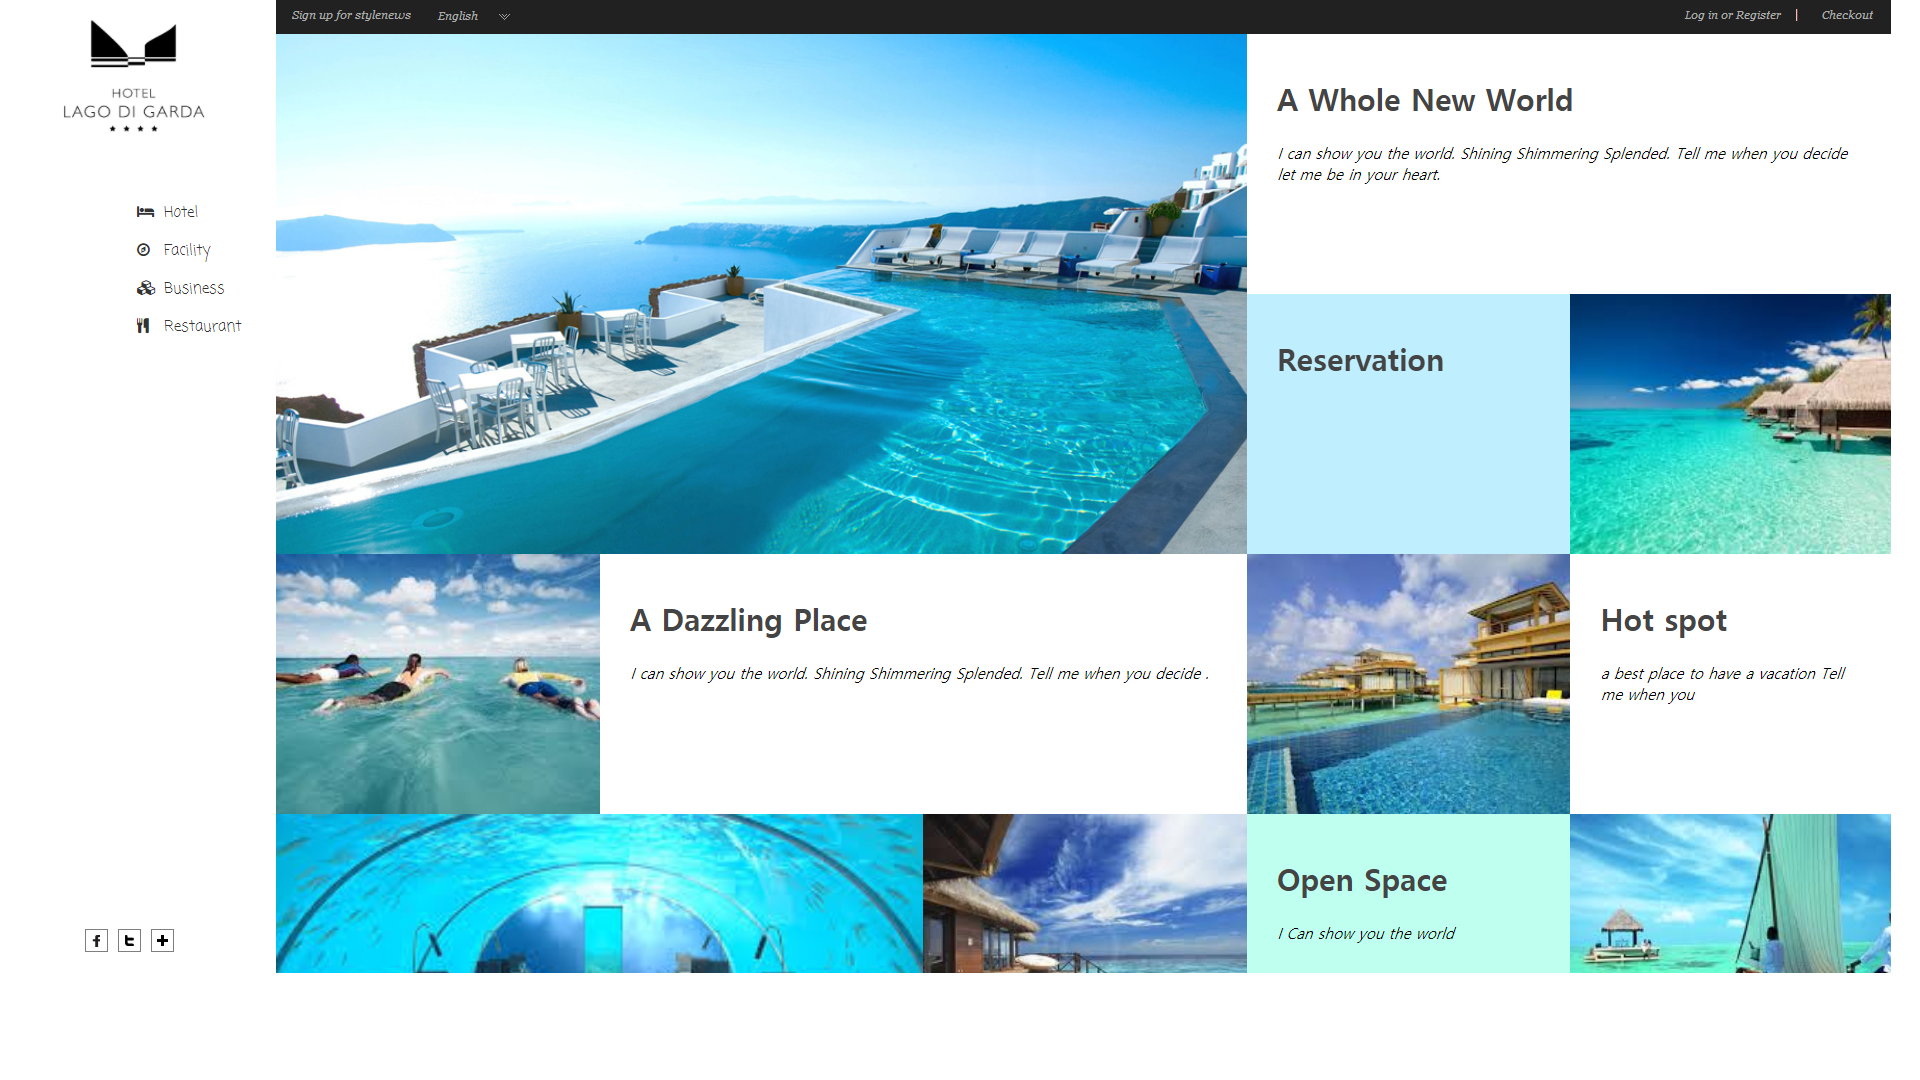 Sign up for stylenews
English
Log in or Register
|
Checkout
HOTEL
LAGO DI GARDA
Hotel
Facility
Business
Restaurant
A Whole New World
I can show you the world. Shining Shimmering Splended. Tell me when you decide
let me be in your heart.
Reservation
A Dazzling Place
I can show you the world. Shining Shimmering Splended. Tell me when you decide .
Hot spot
a best place to have a vacation Tell
me when you
Open Space
I Can show you the world